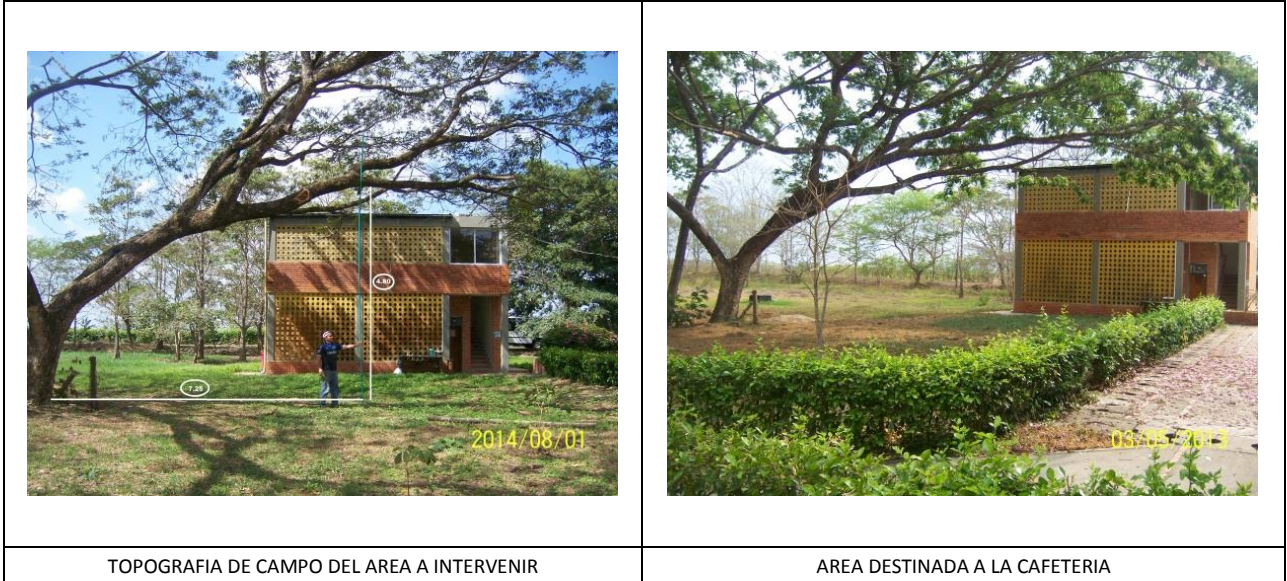 4.80
7.25
2014/08/01
03/05/2013
TOPOGRAFIA DE CAMPO DEL AREA A INTERVENIR
AREA DESTINADA A LA CAFETERIA